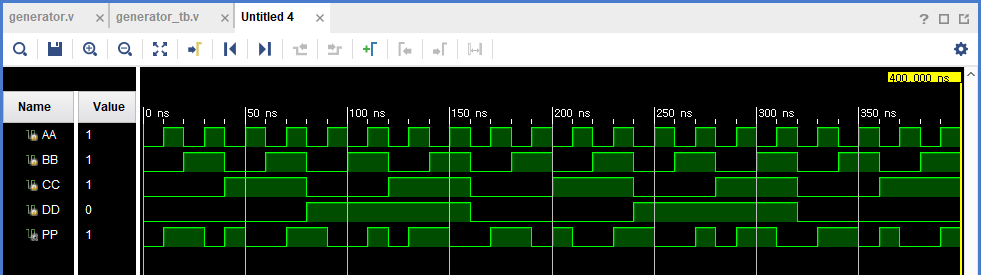 generator.v × generator_tb.v × Untitled 4 ×
?
400.000 ns
Name Value
0 ns 50 ns 100 ns 150 ns 200 ns 250 ns 300 ns 350 ns
AA 1
BB 1
CC 1
DD 0
PP 1